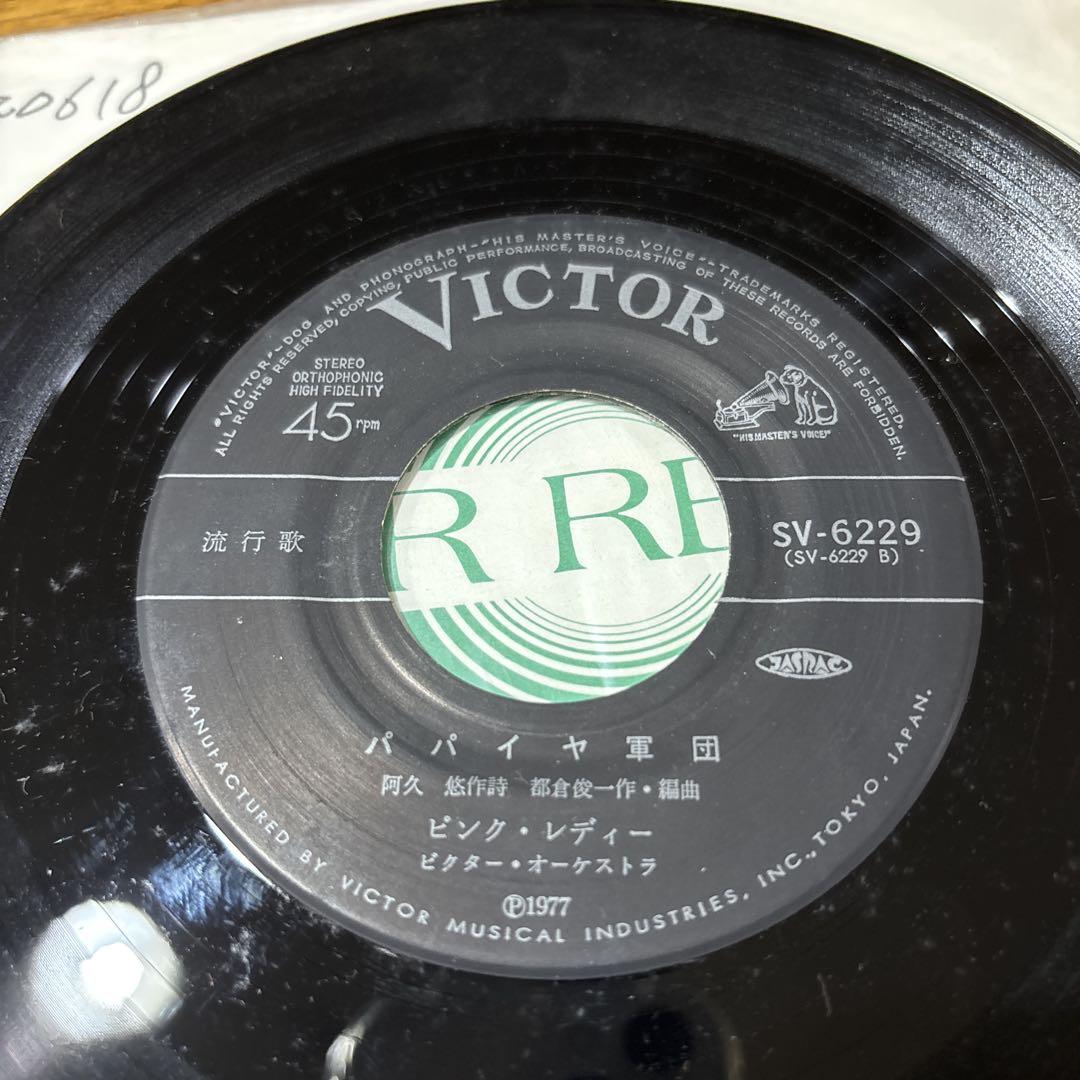 20618
"VICTOR"–DOG AND PHONOGRAPH–"HIS MASTER'S VOICE"–TRADEMARKS REGISTERED.
ALL RIGHTS RESERVED, COPYING, PUBLIC PERFORMANCE, BROADCASTING OF THESE RECORDS ARE FORBIDDEN.
VICTOR
STEREO
ORTHOPHONIC
HIGH FIDELITY
45 rpm
"HIS MASTER'S VOICE"
R RE
流行歌
SV-6229
(SV-6229 B)
JASRAC
パパイヤ軍団
阿久 悠作詩 都倉俊一作・編曲
ピンク・レディー
ビクター・オーケストラ
Ⓟ1977
MANUFACTURED BY VICTOR MUSICAL INDUSTRIES, INC., TOKYO, JAPAN.